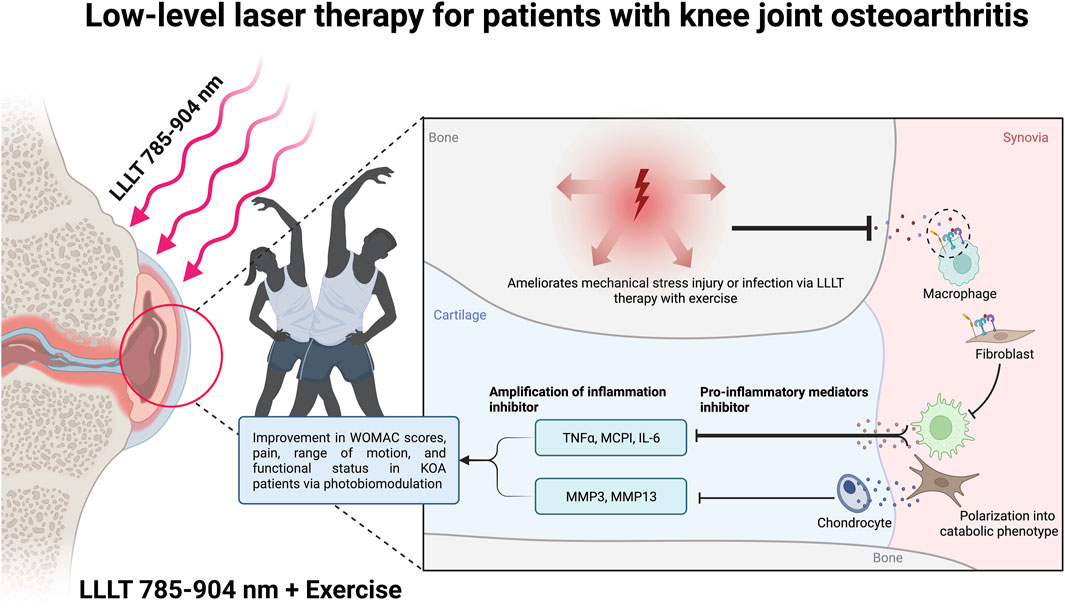 Low-level laser therapy for patients with knee joint osteoarthritis
LLLT 785-904 nm
Bone
Synovia
Ameliorates mechanical stress injury or infection via LLLT
therapy with exercise
Macrophage
Cartilage
Fibroblast
Amplification of inflammation
inhibitor
Pro-inflammatory mediators
inhibitor
TNFα, MCPI, IL-6
Improvement in WOMAC scores,
pain, range of motion, and
functional status in KOA
patients via photobiomodulation
MMP3, MMP13
Chondrocyte
Polarization into
catabolic phenotype
Bone
LLLT 785-904 nm + Exercise